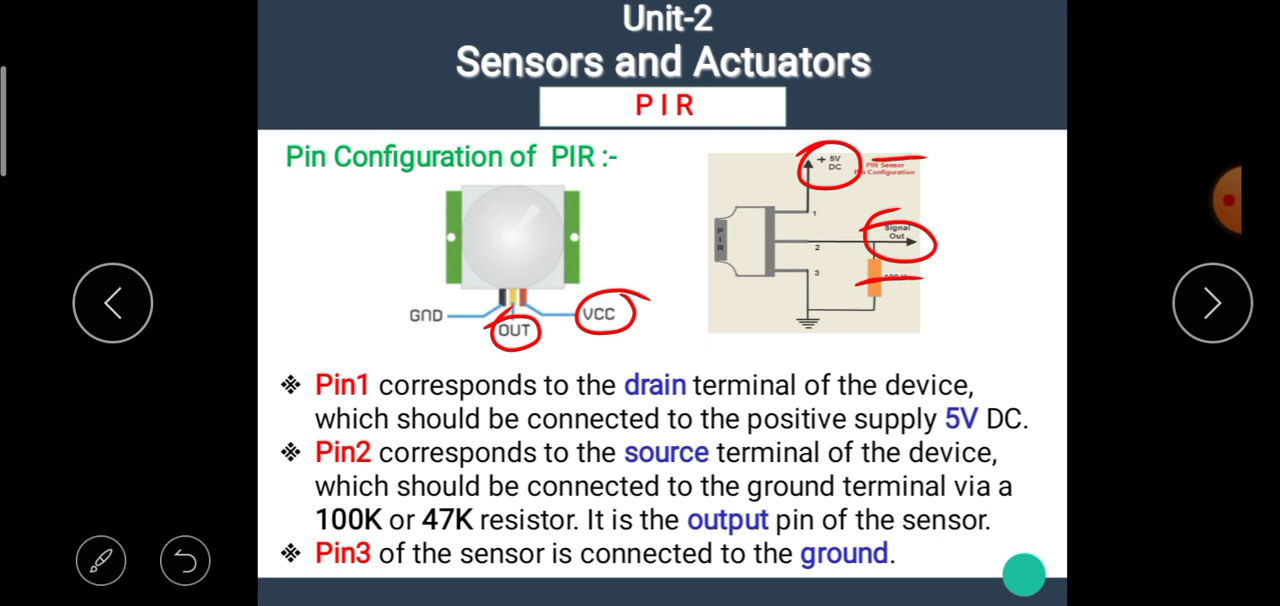 Unit-2
Sensors and Actuators
P I R
Pin Configuration of PIR :-
+ 5V
DC
PIR Sensor
Pin Configuration
1
P
I
R
Signal
Out
2
3
GND
OUT
VCC
❖ Pin1 corresponds to the drain terminal of the device,
which should be connected to the positive supply 5V DC.
❖ Pin2 corresponds to the source terminal of the device,
which should be connected to the ground terminal via a
100K or 47K resistor. It is the output pin of the sensor.
❖ Pin3 of the sensor is connected to the ground.